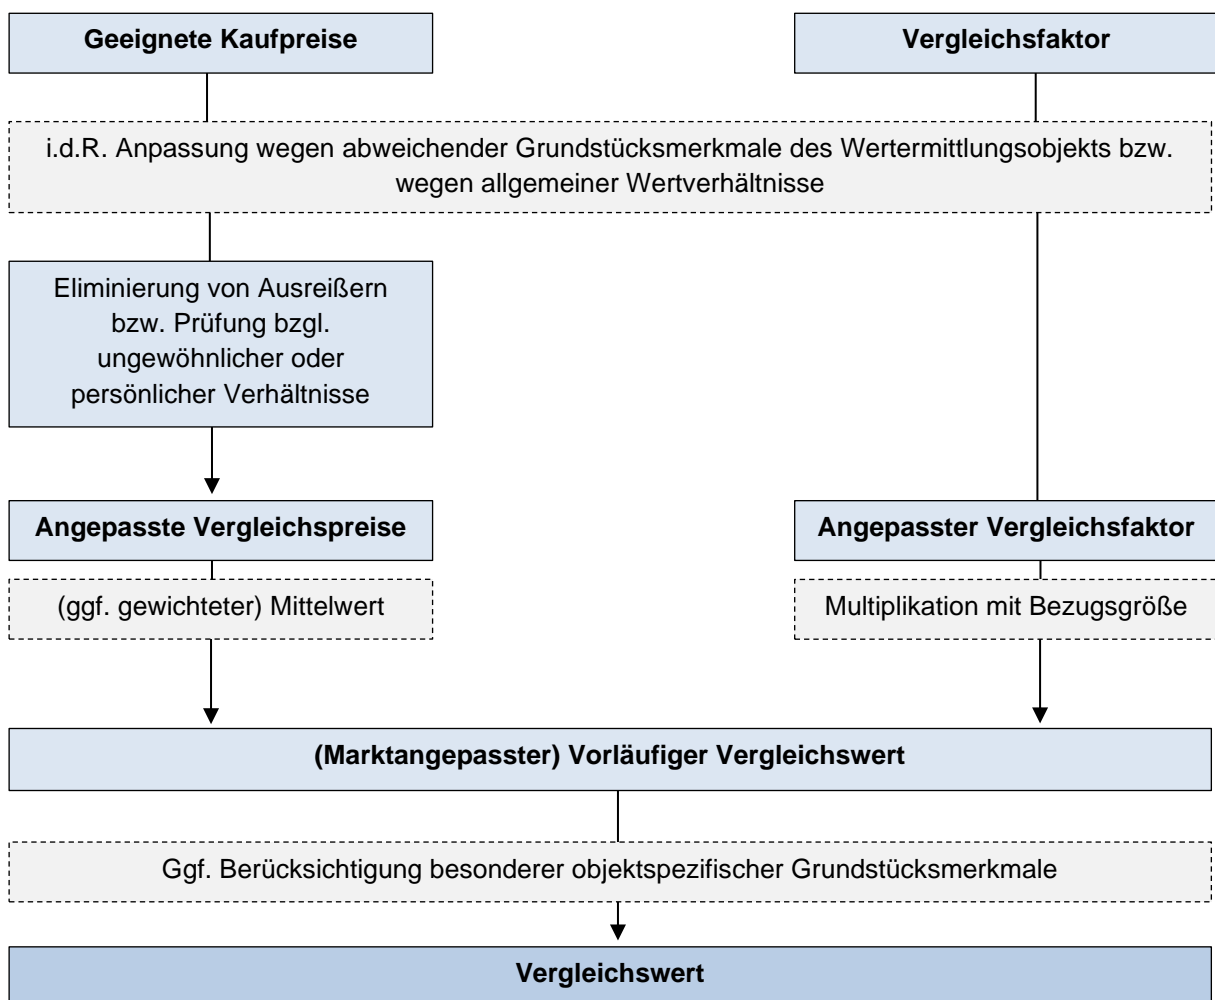 Geeignete Kaufpreise
Vergleichsfaktor
i.d.R. Anpassung wegen abweichender Grundstücksmerkmale des Wertermittlungsobjekts bzw.
wegen allgemeiner Wertverhältnisse
Eliminierung von Ausreißern
bzw. Prüfung bzgl.
ungewöhnlicher oder
persönlicher Verhältnisse
Angepasste Vergleichspreise
Angepasster Vergleichsfaktor
(ggf. gewichteter) Mittelwert
Multiplikation mit Bezugsgröße
(Marktangepasster) Vorläufiger Vergleichswert
Ggf. Berücksichtigung besonderer objektspezifischer Grundstücksmerkmale
Vergleichswert